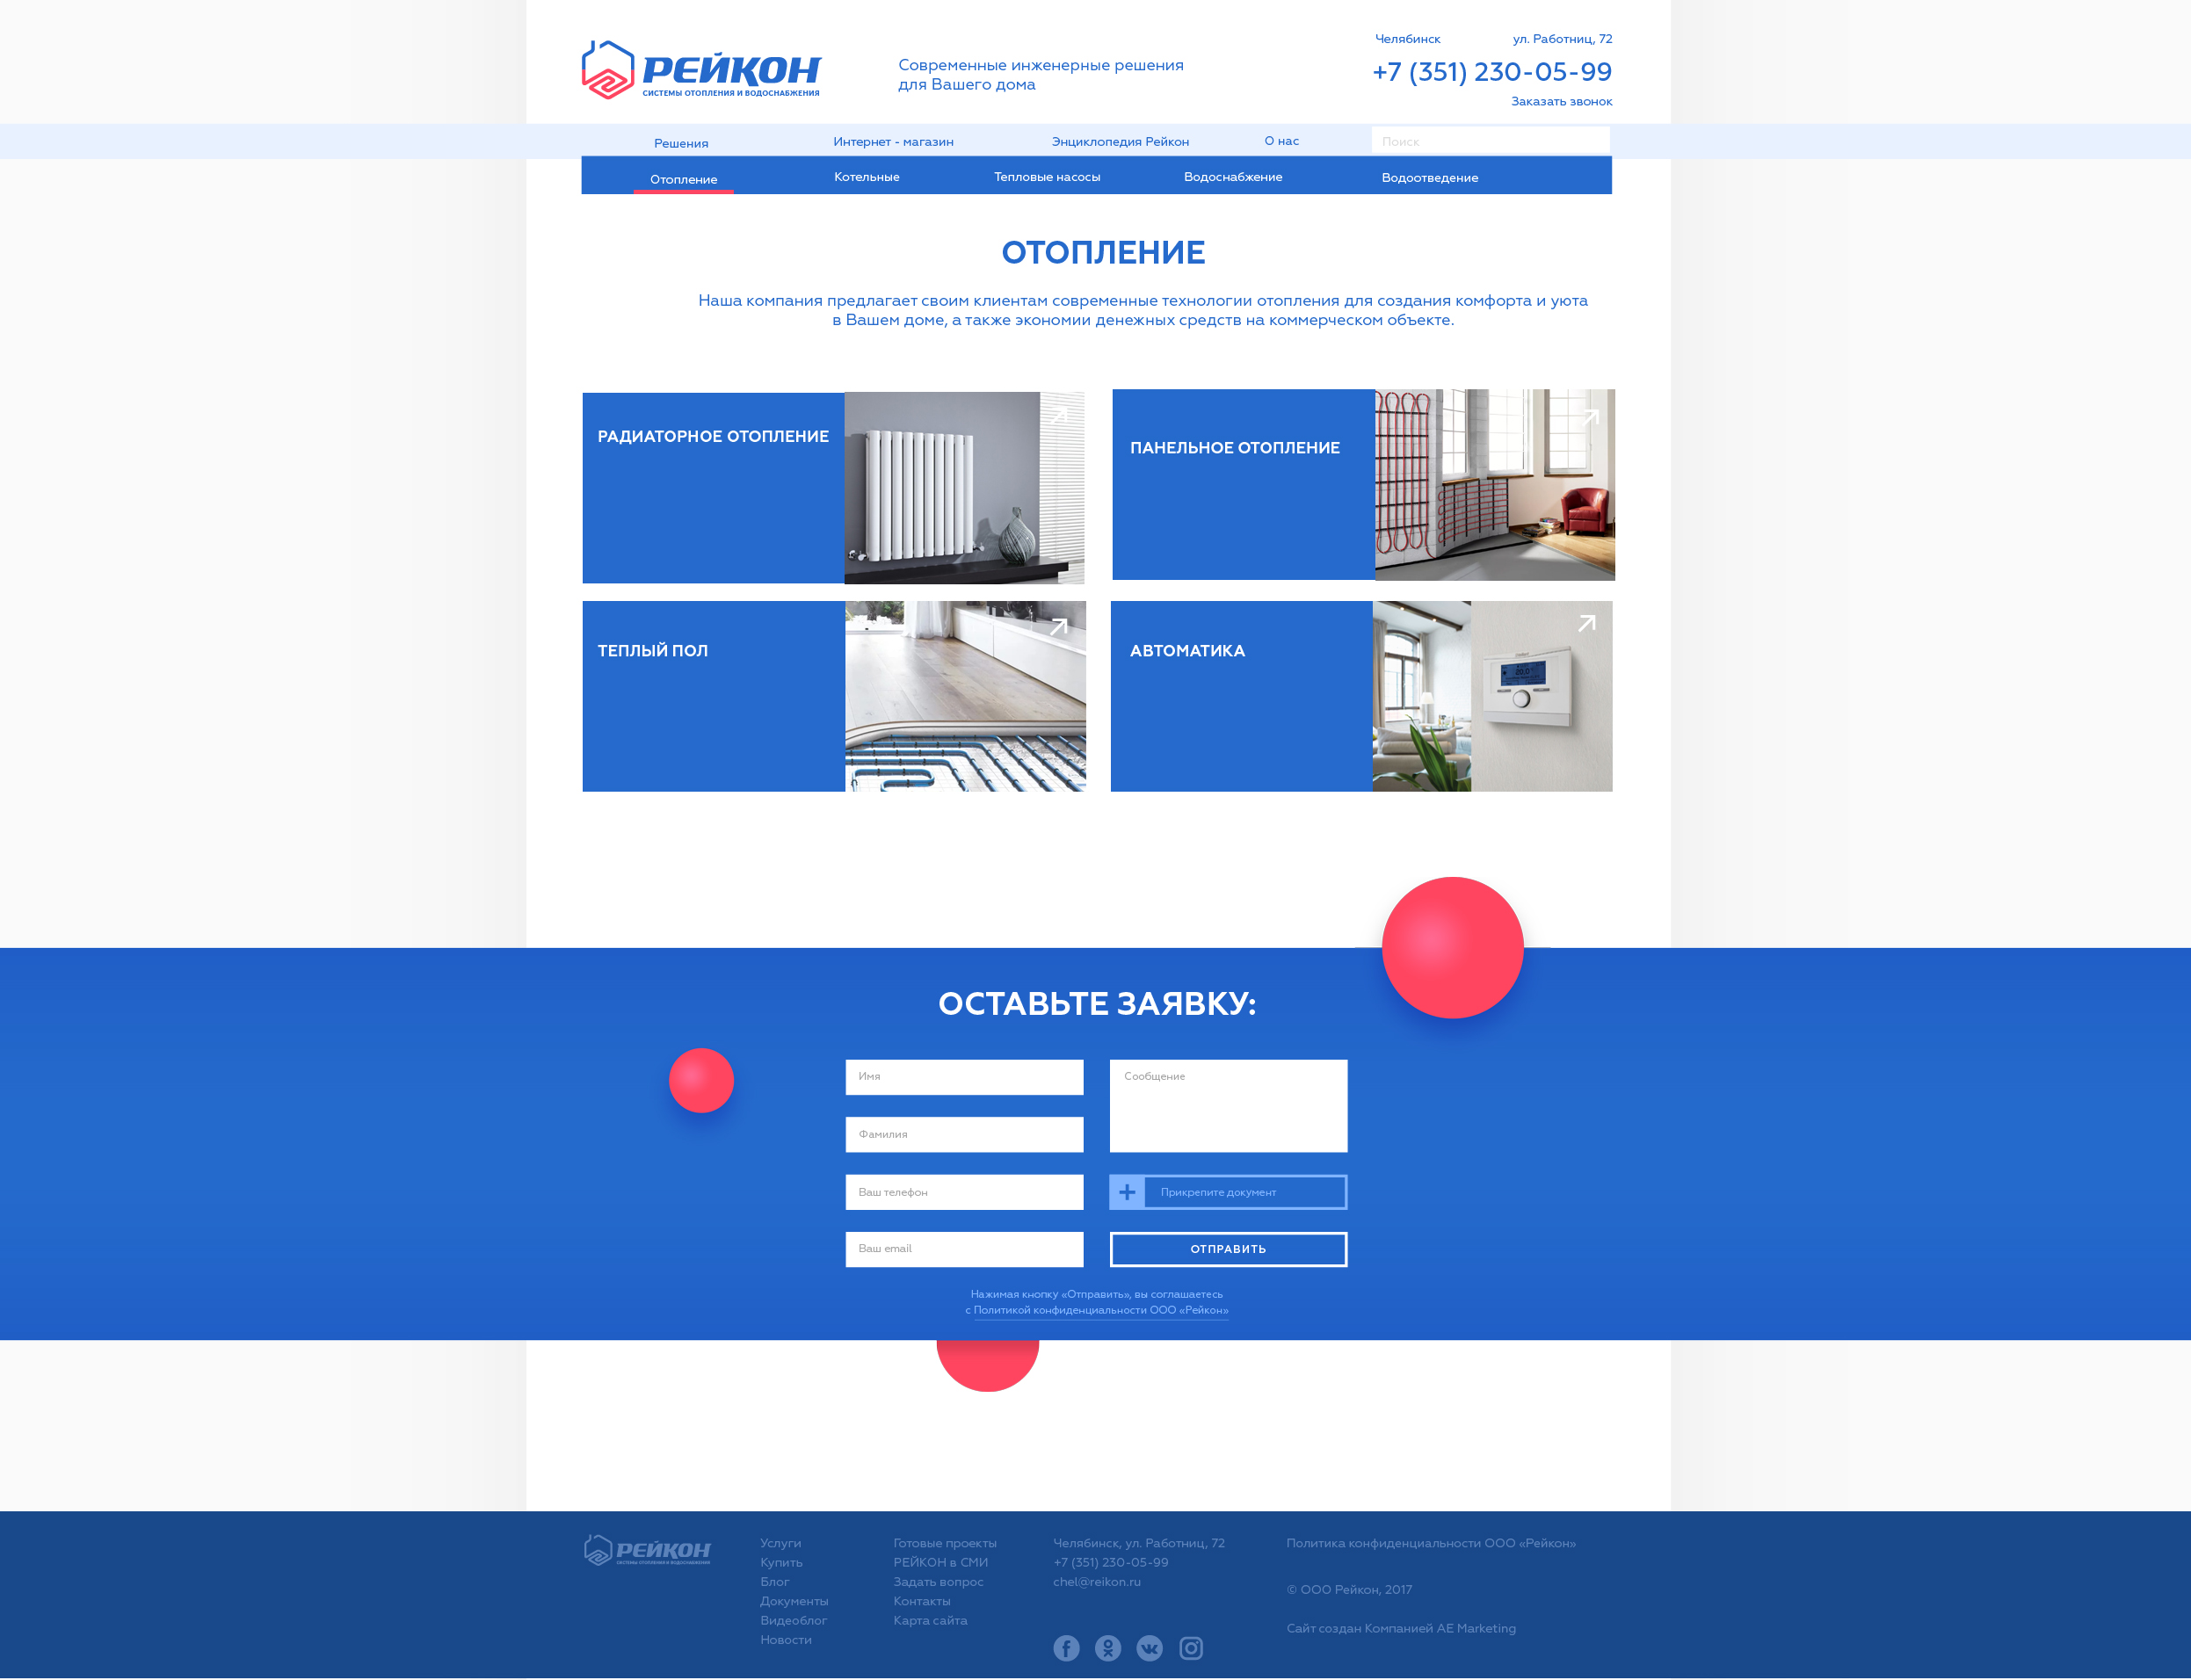 РЕЙКОН
СИСТЕМЫ ОТОПЛЕНИЯ И ВОДОСНАБЖЕНИЯ
Современные инженерные решения
для Вашего дома
Челябинск
ул. Работниц, 72
+7 (351) 230-05-99
Заказать звонок
Решения
Интернет - магазин
Энциклопедия Рейкон
О нас
Поиск
Отопление
Котельные
Тепловые насосы
Водоснабжение
Водоотведение
ОТОПЛЕНИЕ
Наша компания предлагает своим клиентам современные технологии отопления для создания комфорта и уюта
в Вашем доме, а также экономии денежных средств на коммерческом объекте.
РАДИАТОРНОЕ ОТОПЛЕНИЕ
ПАНЕЛЬНОЕ ОТОПЛЕНИЕ
ТЕПЛЫЙ ПОЛ
АВТОМАТИКА
ОСТАВЬТЕ ЗАЯВКУ:
Имя
Сообщение
Фамилия
Ваш телефон
Прикрепите документ
Ваш email
ОТПРАВИТЬ
Нажимая кнопку «Отправить», вы соглашаетесь
с Политикой конфиденциальности ООО «Рейкон»
РЕЙКОН
СИСТЕМЫ ОТОПЛЕНИЯ И ВОДОСНАБЖЕНИЯ
Услуги
Купить
Блог
Документы
Видеоблог
Новости
Готовые проекты
РЕЙКОН в СМИ
Задать вопрос
Контакты
Карта сайта
Челябинск, ул. Работниц, 72
+7 (351) 230-05-99
chel@reikon.ru
Политика конфиденциальности ООО «Рейкон»
© ООО Рейкон, 2017
Сайт создан Компанией AE Marketing